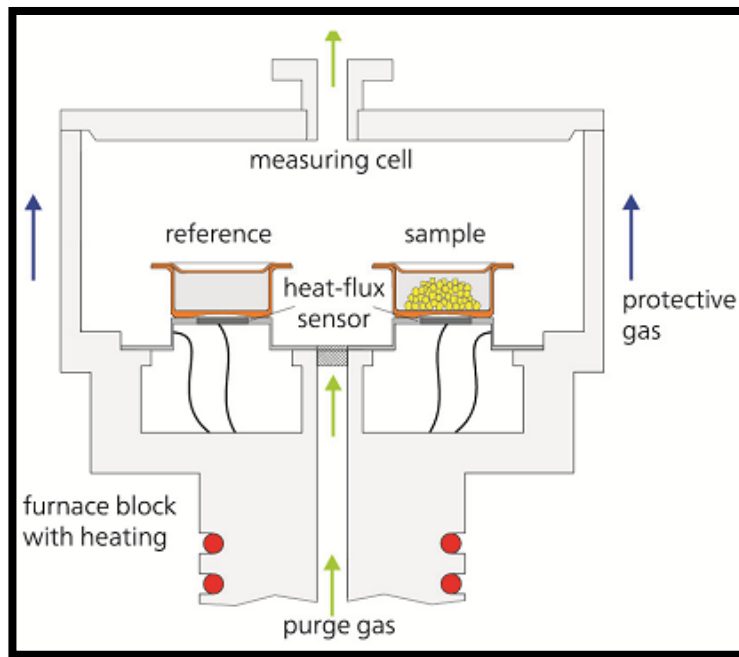 measuring cell
reference
sample
heat-flux
sensor
protective
gas
furnace block
with heating
purge gas